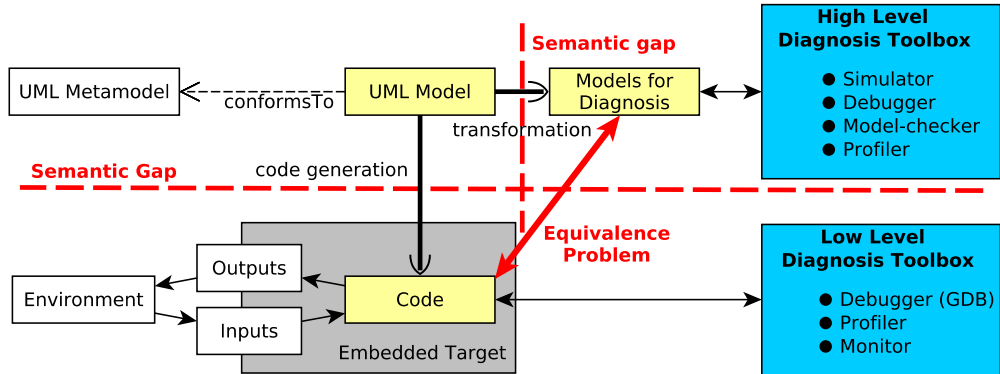 High Level
Diagnosis Toolbox
● Simulator
● Debugger
● Model-checker
● Profiler
Semantic gap
UML Metamodel
conformsTo
UML Model
transformation
Models for
Diagnosis
code generation
Semantic Gap
Equivalence
Problem
Low Level
Diagnosis Toolbox
● Debugger (GDB)
● Profiler
● Monitor
Outputs
Environment
Inputs
Code
Embedded Target